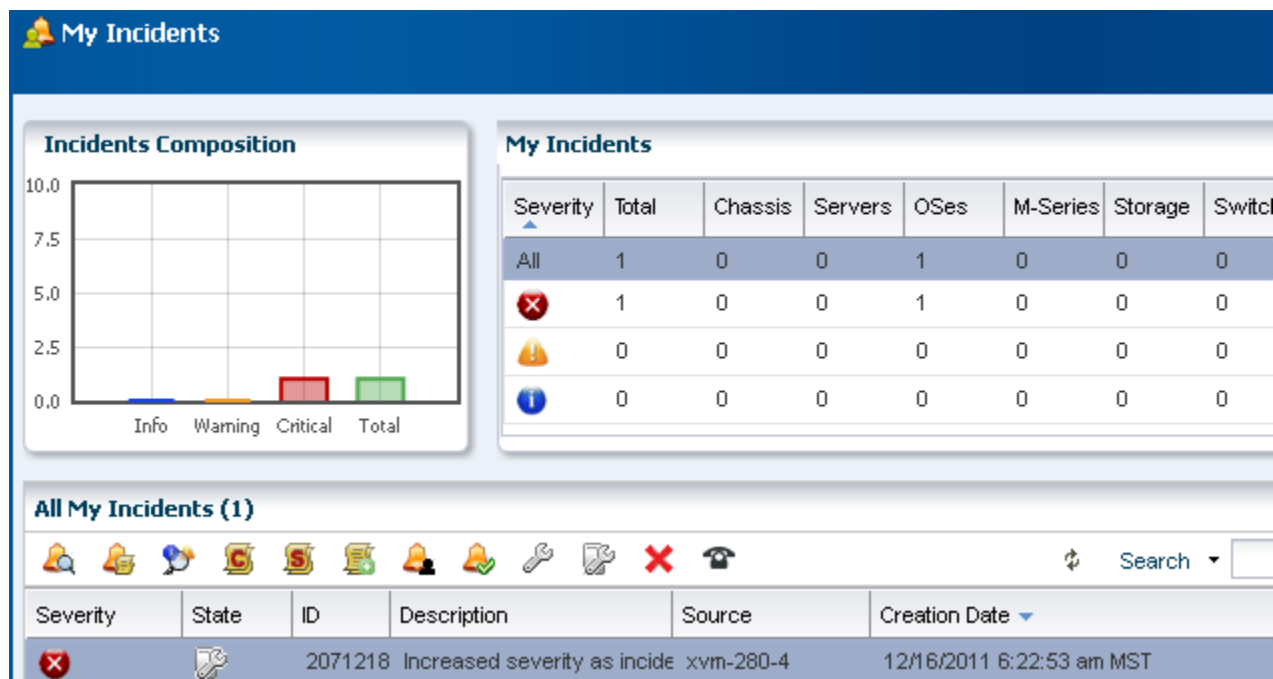 My Incidents
Incidents Composition
10.0
7.5
5.0
2.5
0.0
Info Warning Critical Total
My Incidents
Severity Total Chassis Servers OSes M-Series Storage Switch
All 1 0 0 1 0 0 0
1 0 0 1 0 0 0
0 0 0 0 0 0 0
0 0 0 0 0 0 0
All My Incidents (1)
C S
Search
Severity State ID Description Source Creation Date
2071218 Increased severity as incide xvm-280-4 12/16/2011 6:22:53 am MST